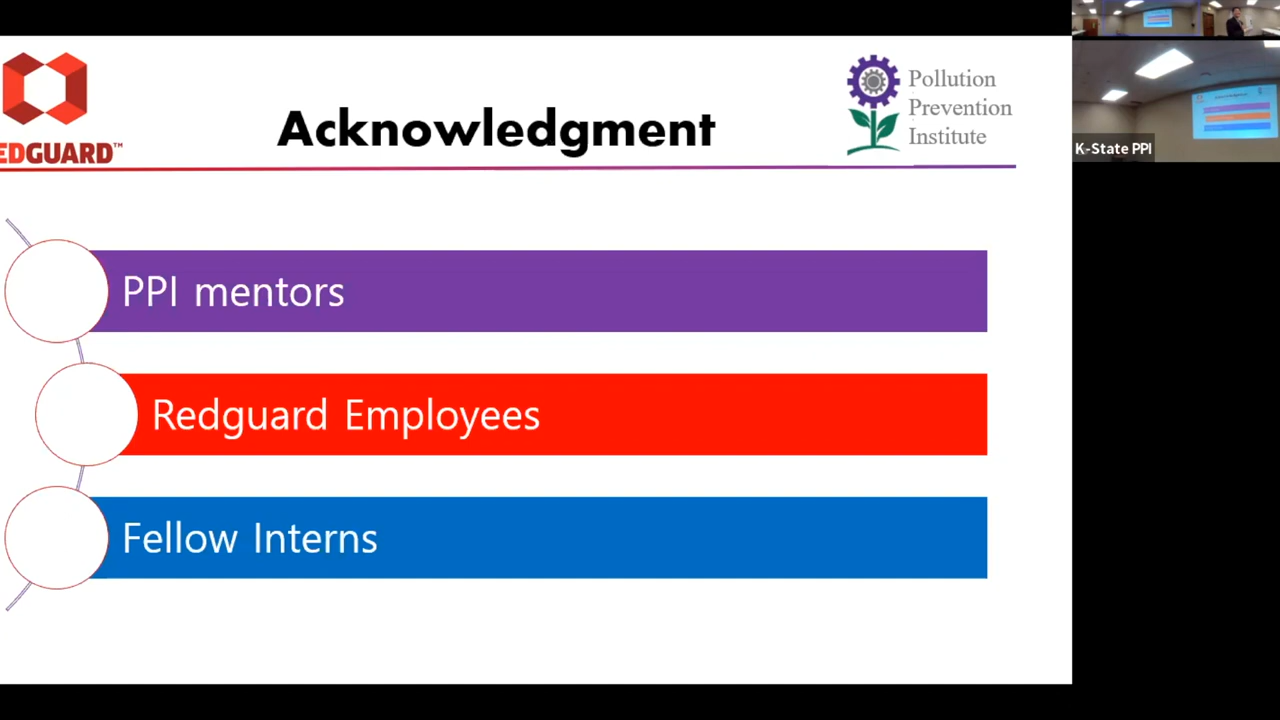 EDGUARD™
Acknowledgment
Pollution
Prevention
Institute
K-State PPI
PPI mentors
Redguard Employees
Fellow Interns